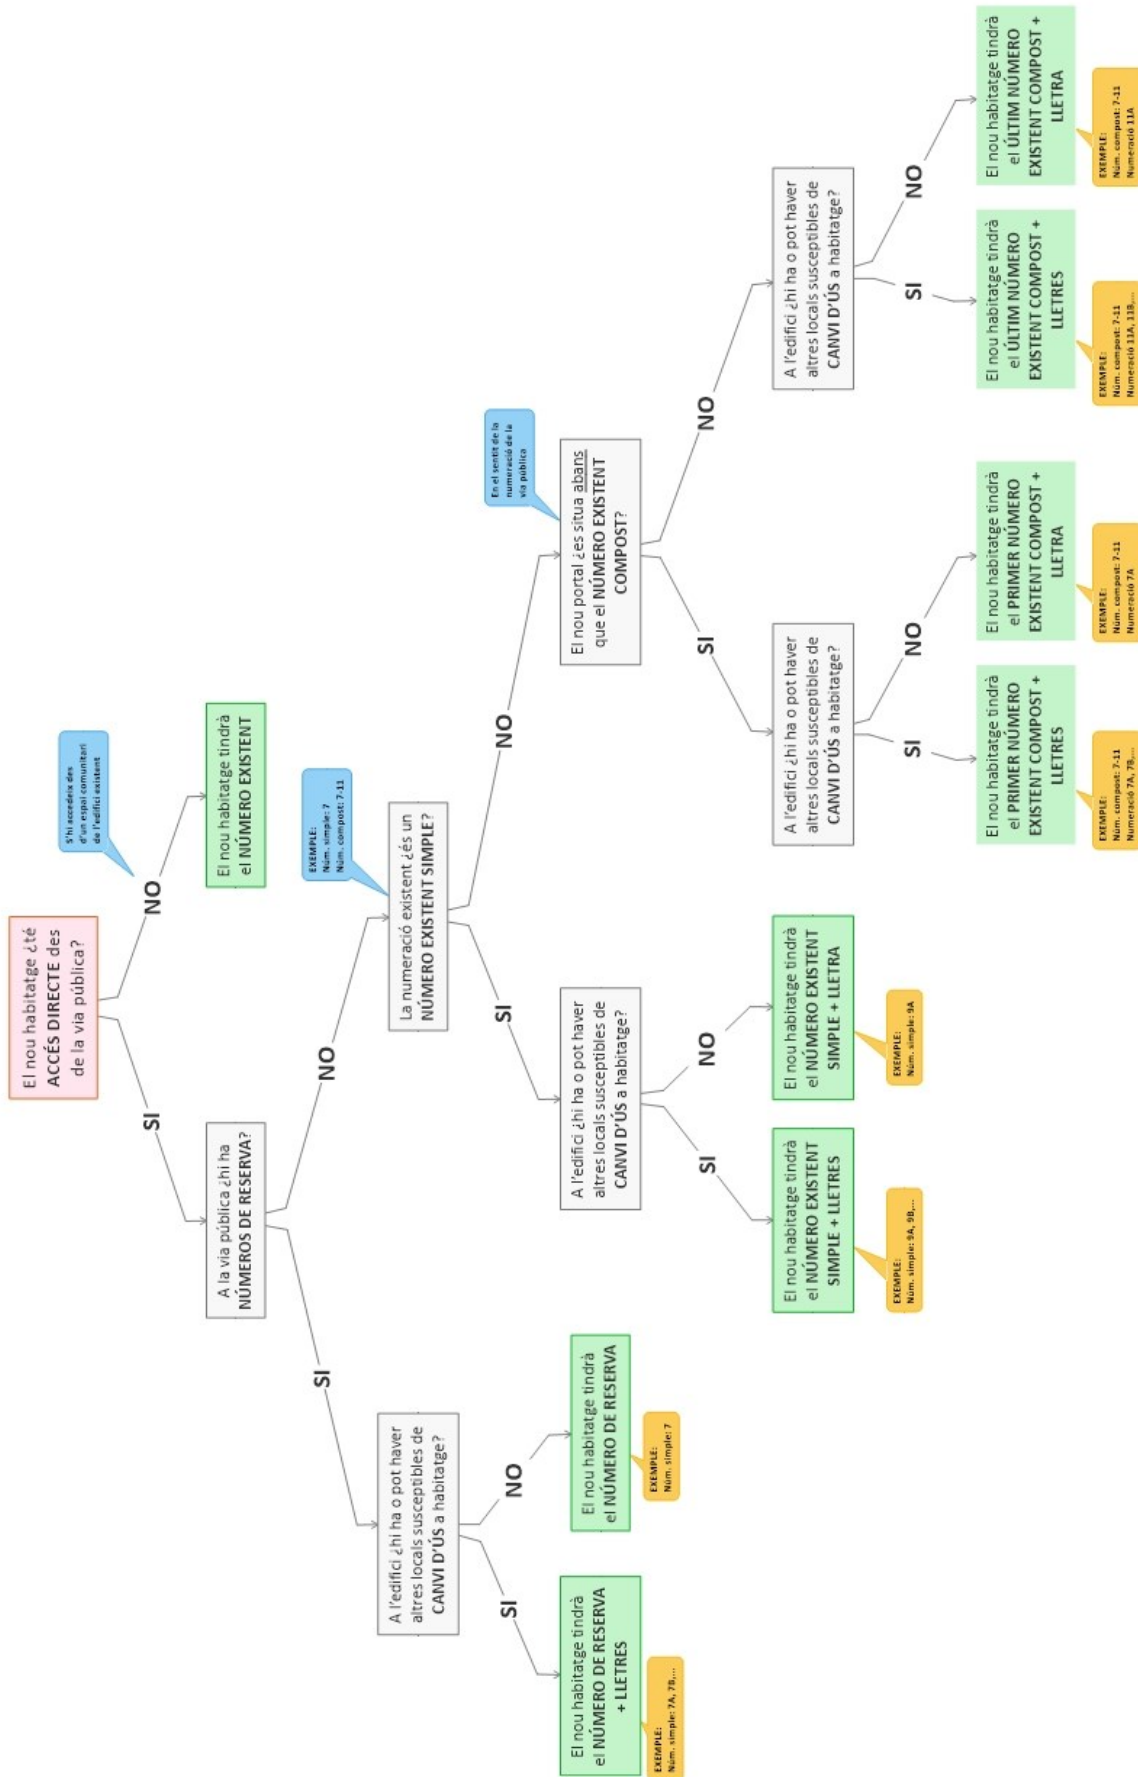 El nou habitatge ¿té
ACCÉS DIRECTE des
de la via pública?
S'hi accedeix des
d'un espai comunitari
de l'edifici existent
SI
NO
A la via pública ¿hi ha
NÚMEROS DE RESERVA?
El nou habitatge tindrà
el NÚMERO EXISTENT
SI
NO
EXEMPLE:
Núm. simple: 7
Núm. compost: 7-11
A l'edifici ¿hi ha o pot haver
altres locals susceptibles de
CANVI D'ÚS a habitatge?
La numeració existent ¿és un
NÚMERO EXISTENT SIMPLE?
SI
NO
SI
NO
En el sentit de la
numeració de la
via pública
El nou habitatge tindrà
el NÚMERO DE RESERVA
+ LLETRES
EXEMPLE:
Núm. simple: 7A, 7B,...
El nou habitatge tindrà
el NÚMERO DE RESERVA
EXEMPLE:
Núm. simple: 7
A l'edifici ¿hi ha o pot haver
altres locals susceptibles de
CANVI D'ÚS a habitatge?
El nou portal ¿es situa abans
que el NÚMERO EXISTENT
COMPOST?
SI
NO
SI
NO
El nou habitatge tindrà
el NÚMERO EXISTENT
SIMPLE + LLETRES
EXEMPLE:
Núm. simple: 9A, 9B,...
El nou habitatge tindrà
el NÚMERO EXISTENT
SIMPLE + LLETRA
EXEMPLE:
Núm. simple: 9A
A l'edifici ¿hi ha o pot haver
altres locals susceptibles de
CANVI D'ÚS a habitatge?
A l'edifici ¿hi ha o pot haver
altres locals susceptibles de
CANVI D'ÚS a habitatge?
SI
NO
SI
NO
El nou habitatge tindrà
el PRIMER NÚMERO
EXISTENT COMPOST +
LLETRES
EXEMPLE:
Núm. compost: 7-11
Numeració 7A, 7B,...
El nou habitatge tindrà
el PRIMER NÚMERO
EXISTENT COMPOST +
LLETRA
EXEMPLE:
Núm. compost: 7-11
Numeració 7A
El nou habitatge tindrà
el ÚLTIM NÚMERO
EXISTENT COMPOST +
LLETRES
EXEMPLE:
Núm. compost: 7-11
Numeració 11A, 11B,...
El nou habitatge tindrà
el ÚLTIM NÚMERO
EXISTENT COMPOST +
LLETRA
EXEMPLE:
Núm. compost: 7-11
Numeració 11A